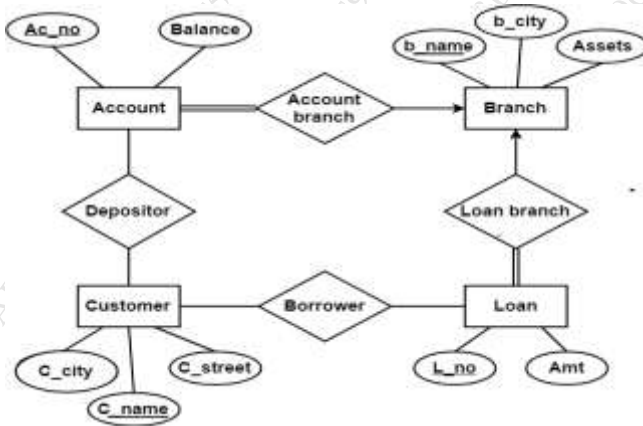 Ac_no
Balance
b_name
b_city
Assets
Account
Account
branch
Branch
Depositor
Loan branch
Customer
Borrower
Loan
C_city
C_name
C_street
L_no
Amt